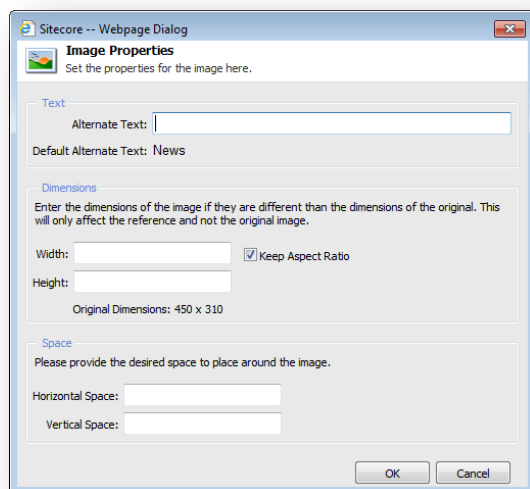 Sitecore -- Webpage Dialog
Image Properties
Set the properties for the image here.
Text
Alternate Text:
Default Alternate Text: News
Dimensions
Enter the dimensions of the image if they are different than the dimensions of the original. This
will only affect the reference and not the original image.
Width:
Keep Aspect Ratio
Height:
Original Dimensions: 450 x 310
Space
Please provide the desired space to place around the image.
Horizontal Space:
Vertical Space:
OK Cancel